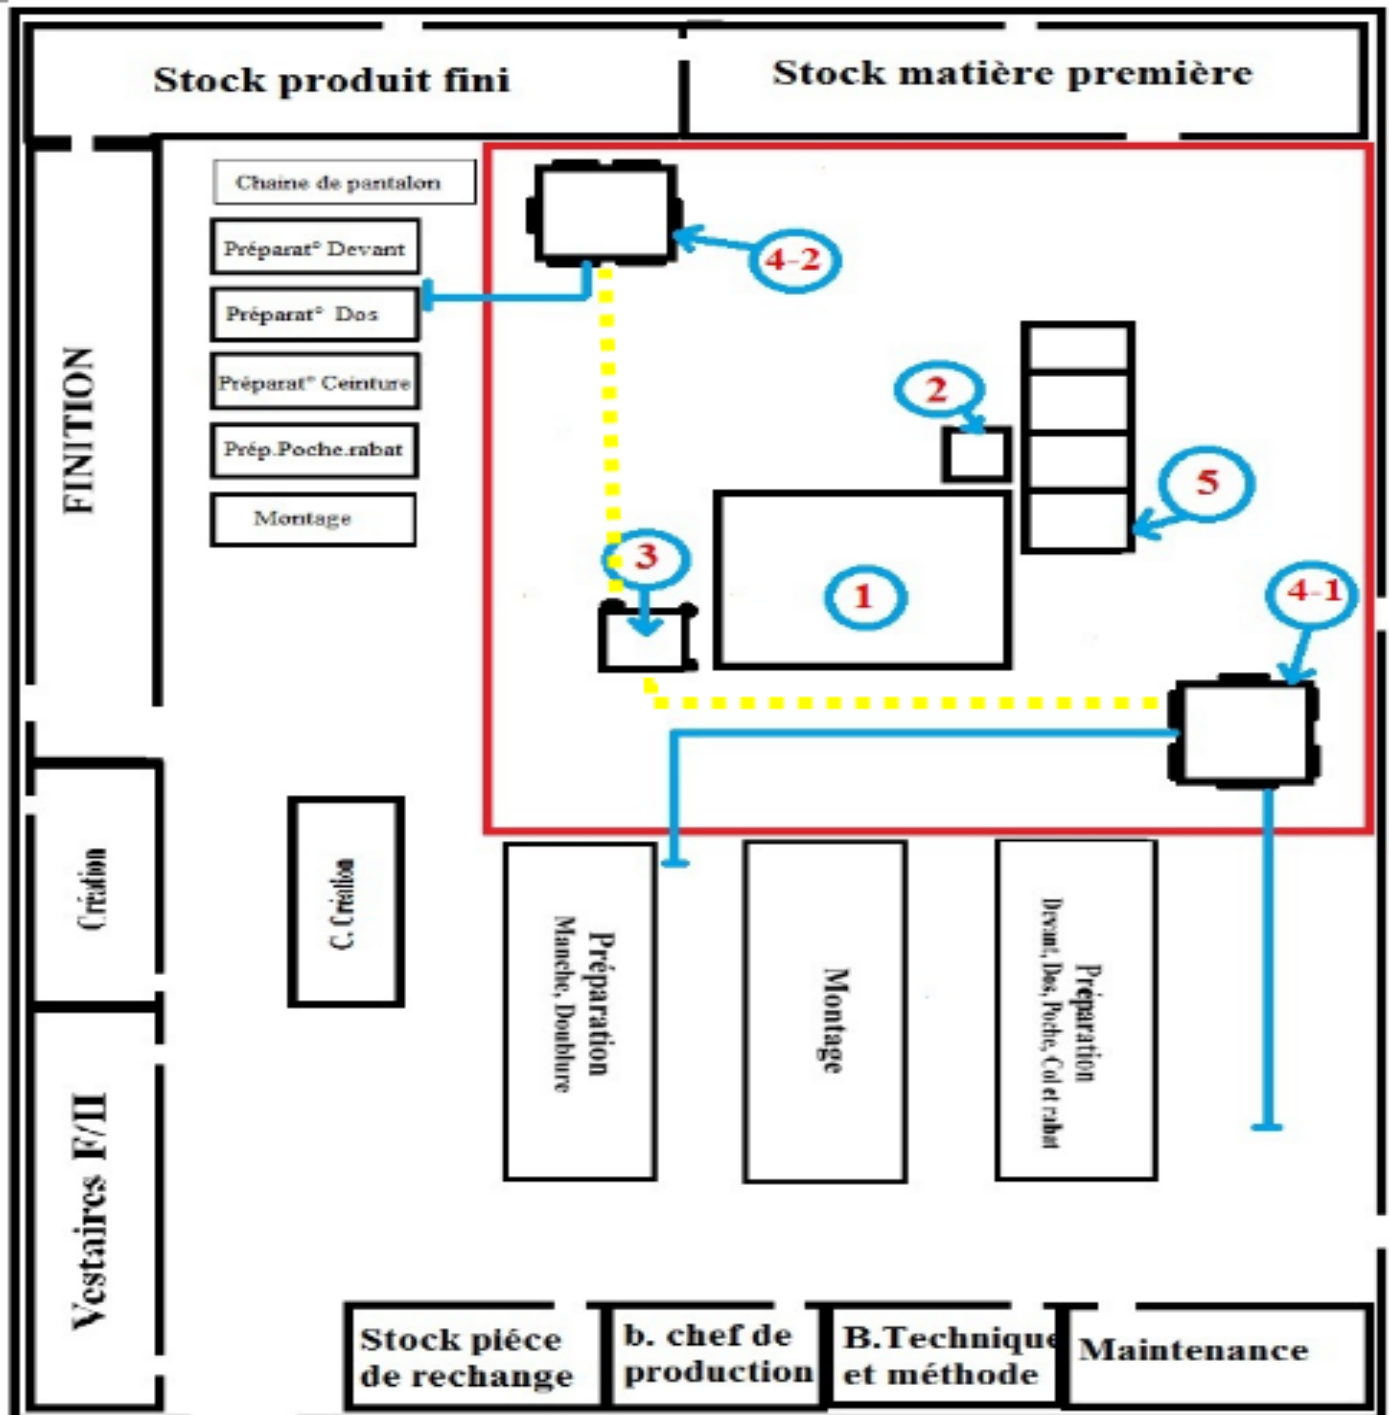 Stock produit fini
Stock matière première
Chaine de pantalon
Préparat° Devant
Préparat° Dos
Préparat° Ceinture
Prép.Poche.rabat
Montage
FINITION
4-2
2
5
3
1
4-1
Création
C. Création
Préparation
Manche, Doublure
Montage
Préparation
Devant, Dos, Poche, Col et rabat
Vestaires F/H
Stock piéce
de rechange
b. chef de
production
B.Technique
et méthode
Maintenance